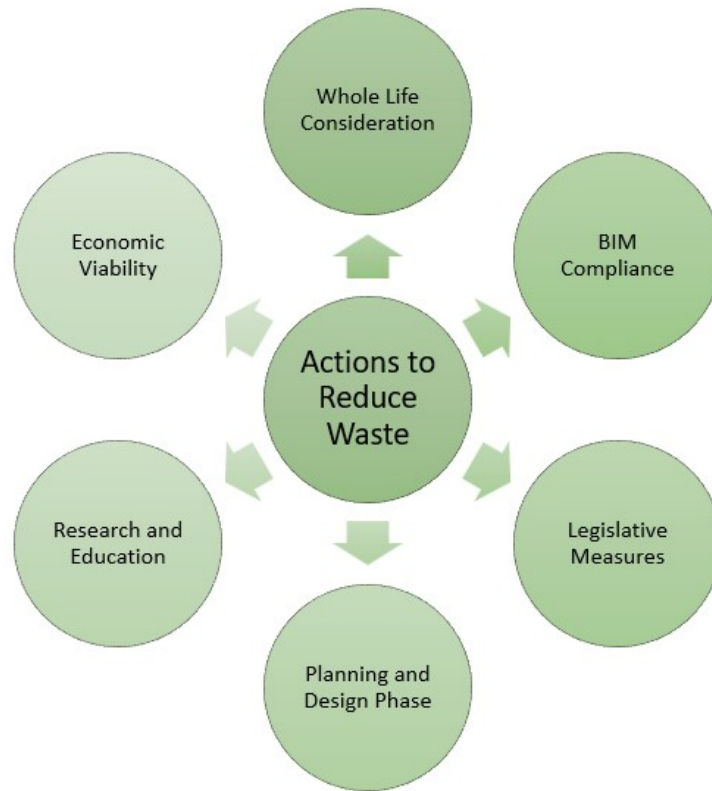 Whole Life
Consideration
Economic
Viability
BIM
Compliance
Actions to
Reduce
Waste
Research and
Education
Legislative
Measures
Planning and
Design Phase